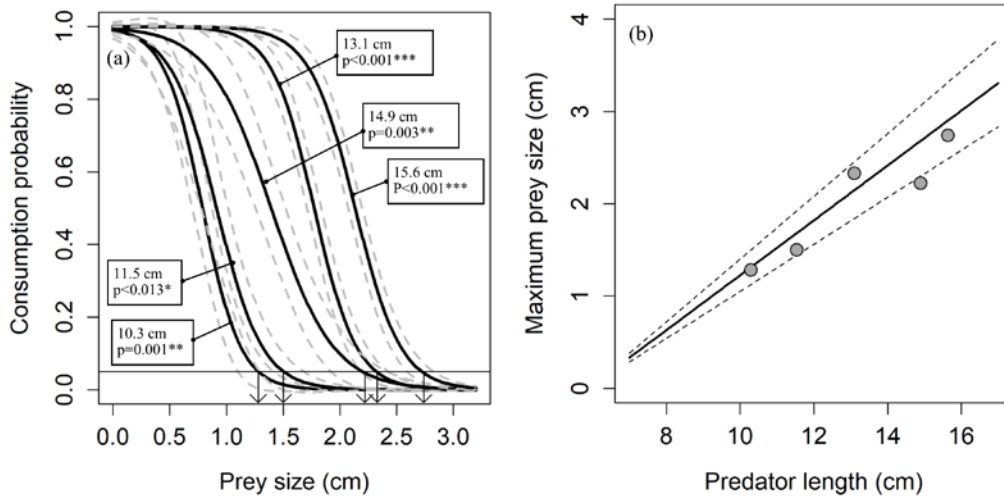 (a)
Consumption probability
1.0
0.8
0.6
0.4
0.2
0.0
13.1 cm
p<0.001***
14.9 cm
p=0.003**
15.6 cm
P<0.001***
11.5 cm
p<0.013*
10.3 cm
p=0.001**
0.0 0.5 1.0 1.5 2.0 2.5 3.0
Prey size (cm)
(b)
Maximum prey size (cm)
4
3
2
1
0
8 10 12 14 16
Predator length (cm)